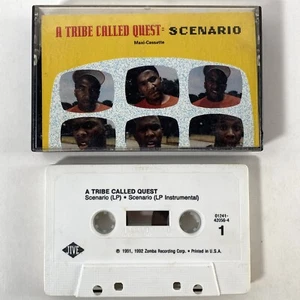 A TRIBE CALLED QUEST: SCENARIO
Maxi-Cassette
A TRIBE CALLED QUEST
Scenario (LP) • Scenario (LP Instrumental)
01241-
42056-4
1
JIVE
℗ 1991, 1992 Zomba Recording Corp. • Printed in U.S.A.